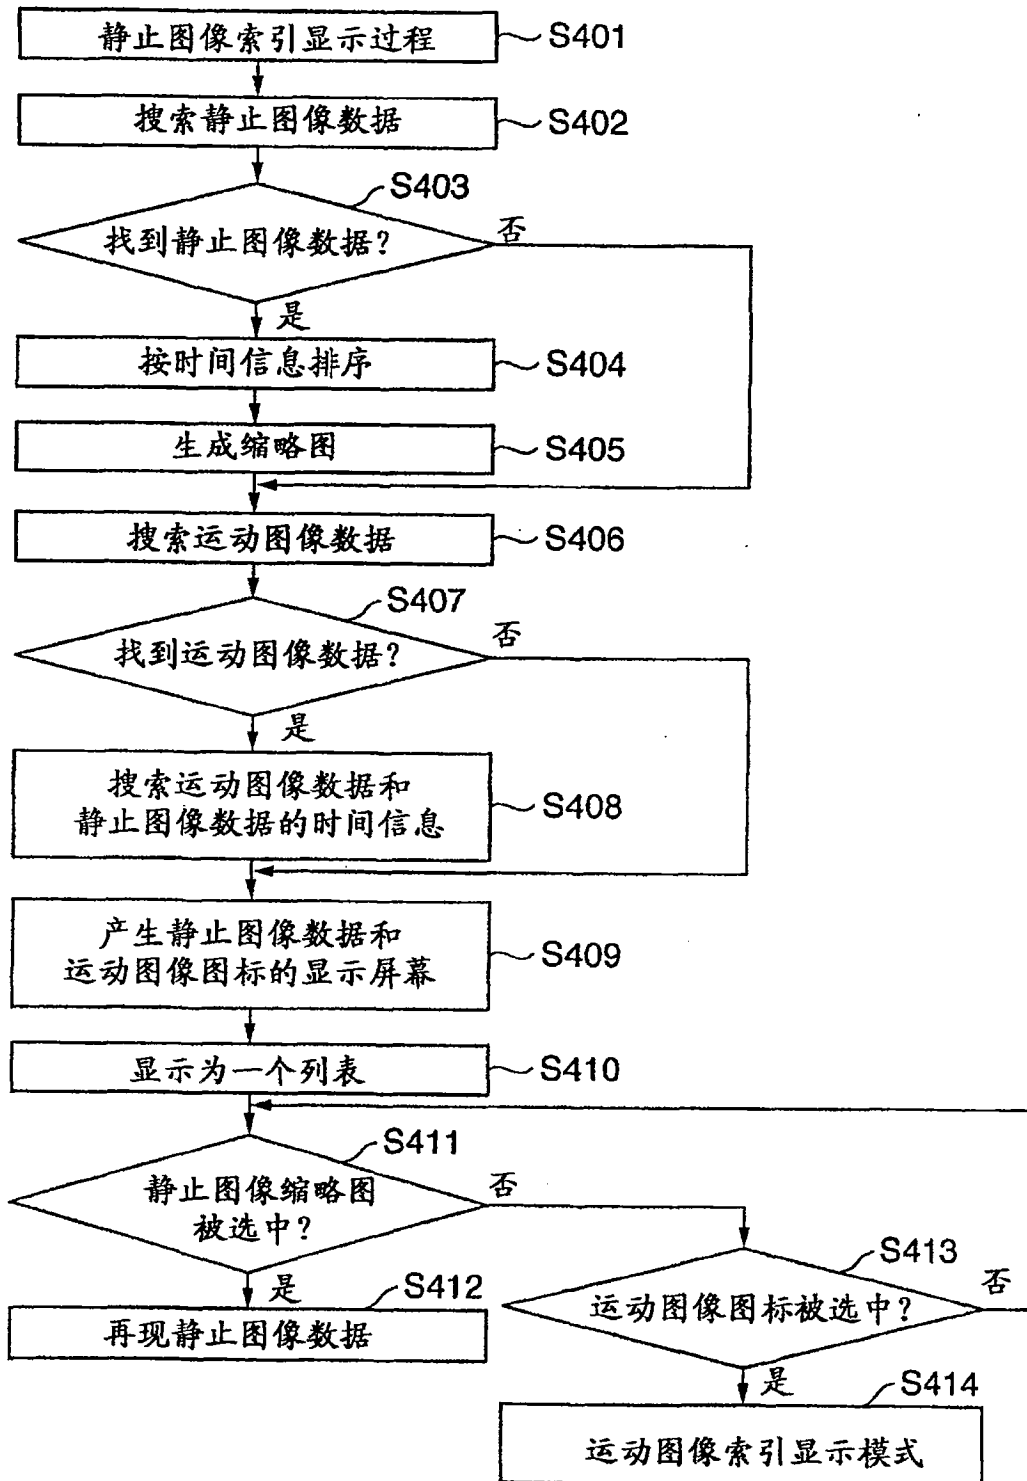 静止图像索引显示过程
S401
搜索静止图像数据
S402
S403
找到静止图像数据?
否
是
按时间信息排序
S404
生成缩略图
S405
搜索运动图像数据
S406
S407
找到运动图像数据?
否
是
搜索运动图像数据和
静止图像数据的时间信息
S408
产生静止图像数据和
运动图像图标的显示屏幕
S409
显示为一个列表
S410
S411
静止图像缩略图
被选中?
否
是
S412
再现静止图像数据
S413
运动图像图标被选中?
否
是
S414
运动图像索引显示模式